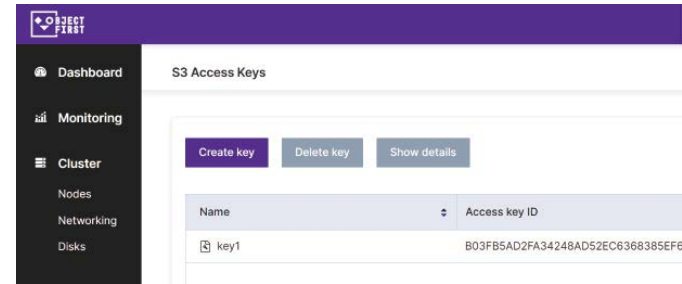 OBJECT
FIRST
Dashboard
Monitoring
Cluster
Nodes
Networking
Disks
S3 Access Keys
Create key
Delete key
Show details
Name
Access key ID
key1
B03FB5AD2FA34248AD52EC6368385EF6